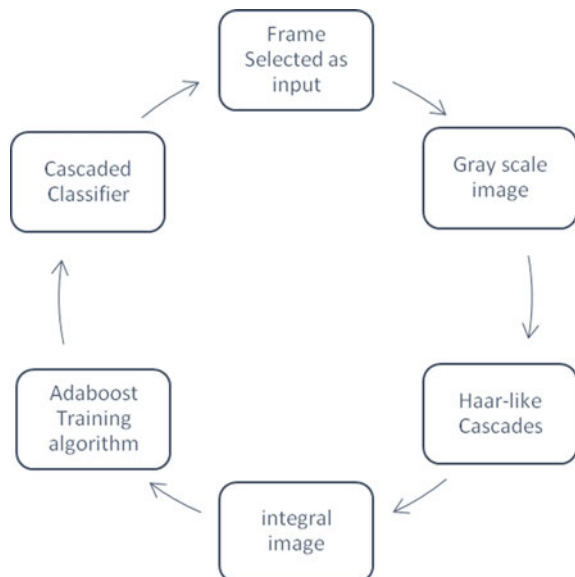 Frame
Selected as
input
Gray scale
image
Haar-like
Cascades
integral
image
Adaboost
Training
algorithm
Cascaded
Classifier